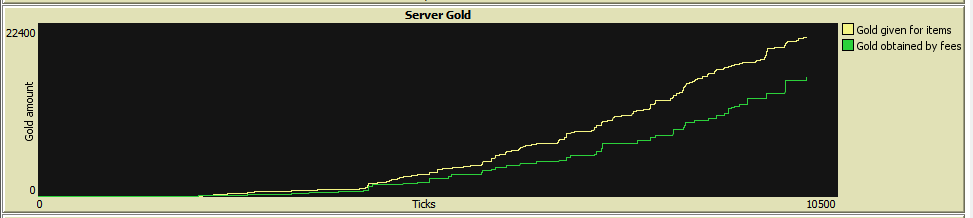 Server Gold
22400
Gold amount
0
0
Ticks
10500
Gold given for items
Gold obtained by fees